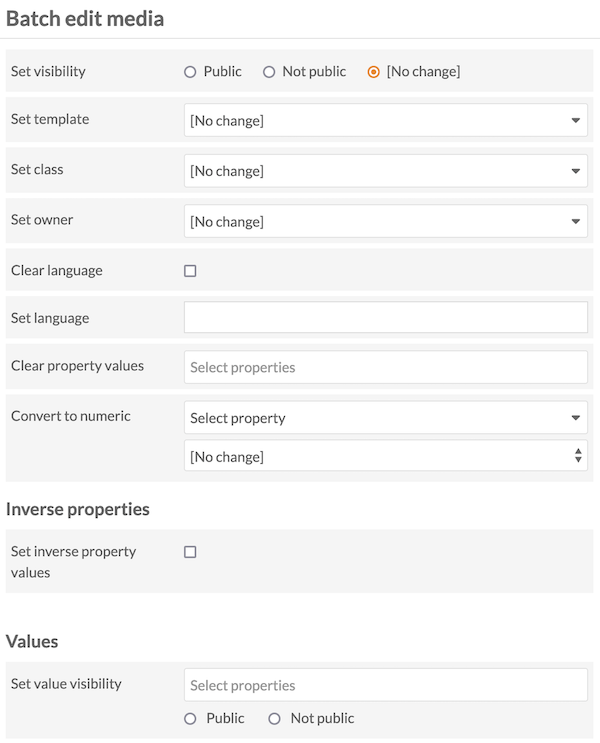 Batch edit media
Set visibility Public Not public [No change]
Set template [No change]
Set class [No change]
Set owner [No change]
Clear language
Set language
Clear property values Select properties
Convert to numeric Select property
[No change]
Inverse properties
Set inverse property
values
Values
Set value visibility Select properties
Public Not public